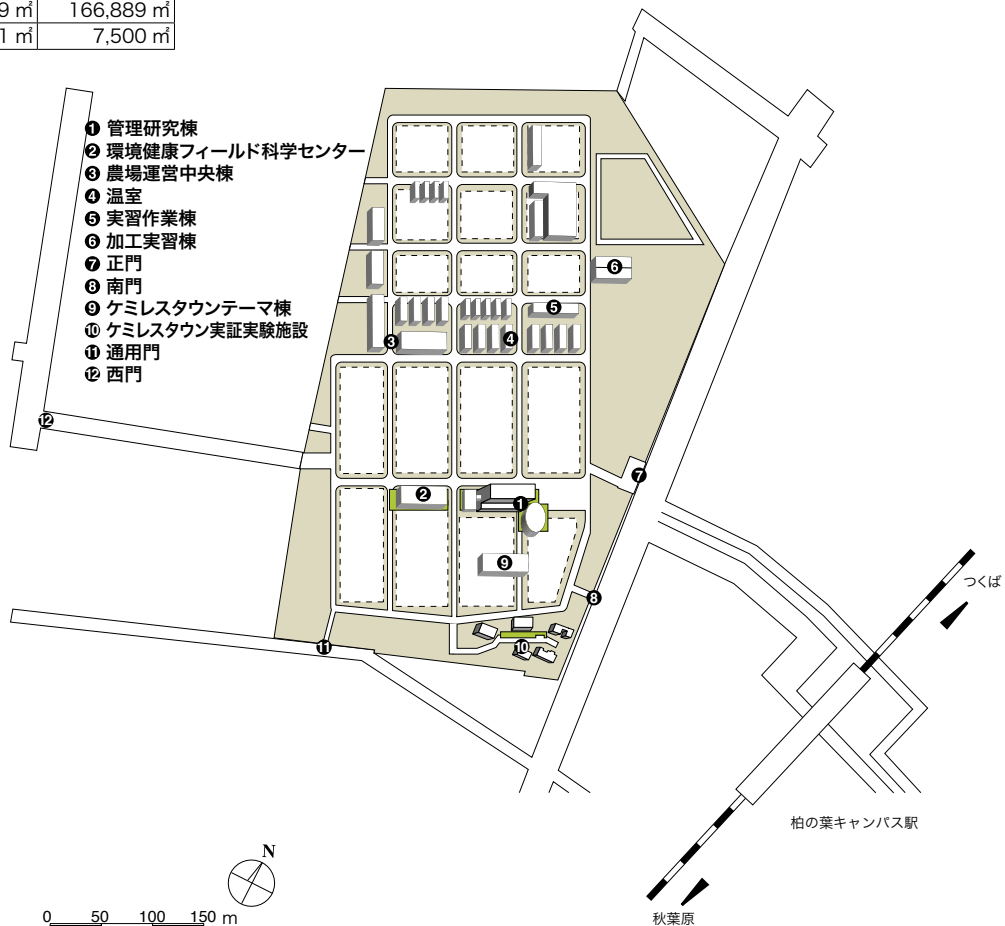 9 ㎡ 166,889 ㎡
1 ㎡ 7,500 ㎡
❶ 管理研究棟
❷ 環境健康フィールド科学センター
❸ 農場運営中央棟
❹ 温室
❺ 実習作業棟
❻ 加工実習棟
❼ 正門
❽ 南門
❾ ケミレスタウンテーマ棟
❿ ケミレスタウン実証実験施設
⓫ 通用門
⓬ 西門
❻
❺
❹
❸
⓬
❼
❷
❶
❾
❽
❿
⓫
つくば
柏の葉キャンパス駅
秋葉原
N
0 50 100 150 m